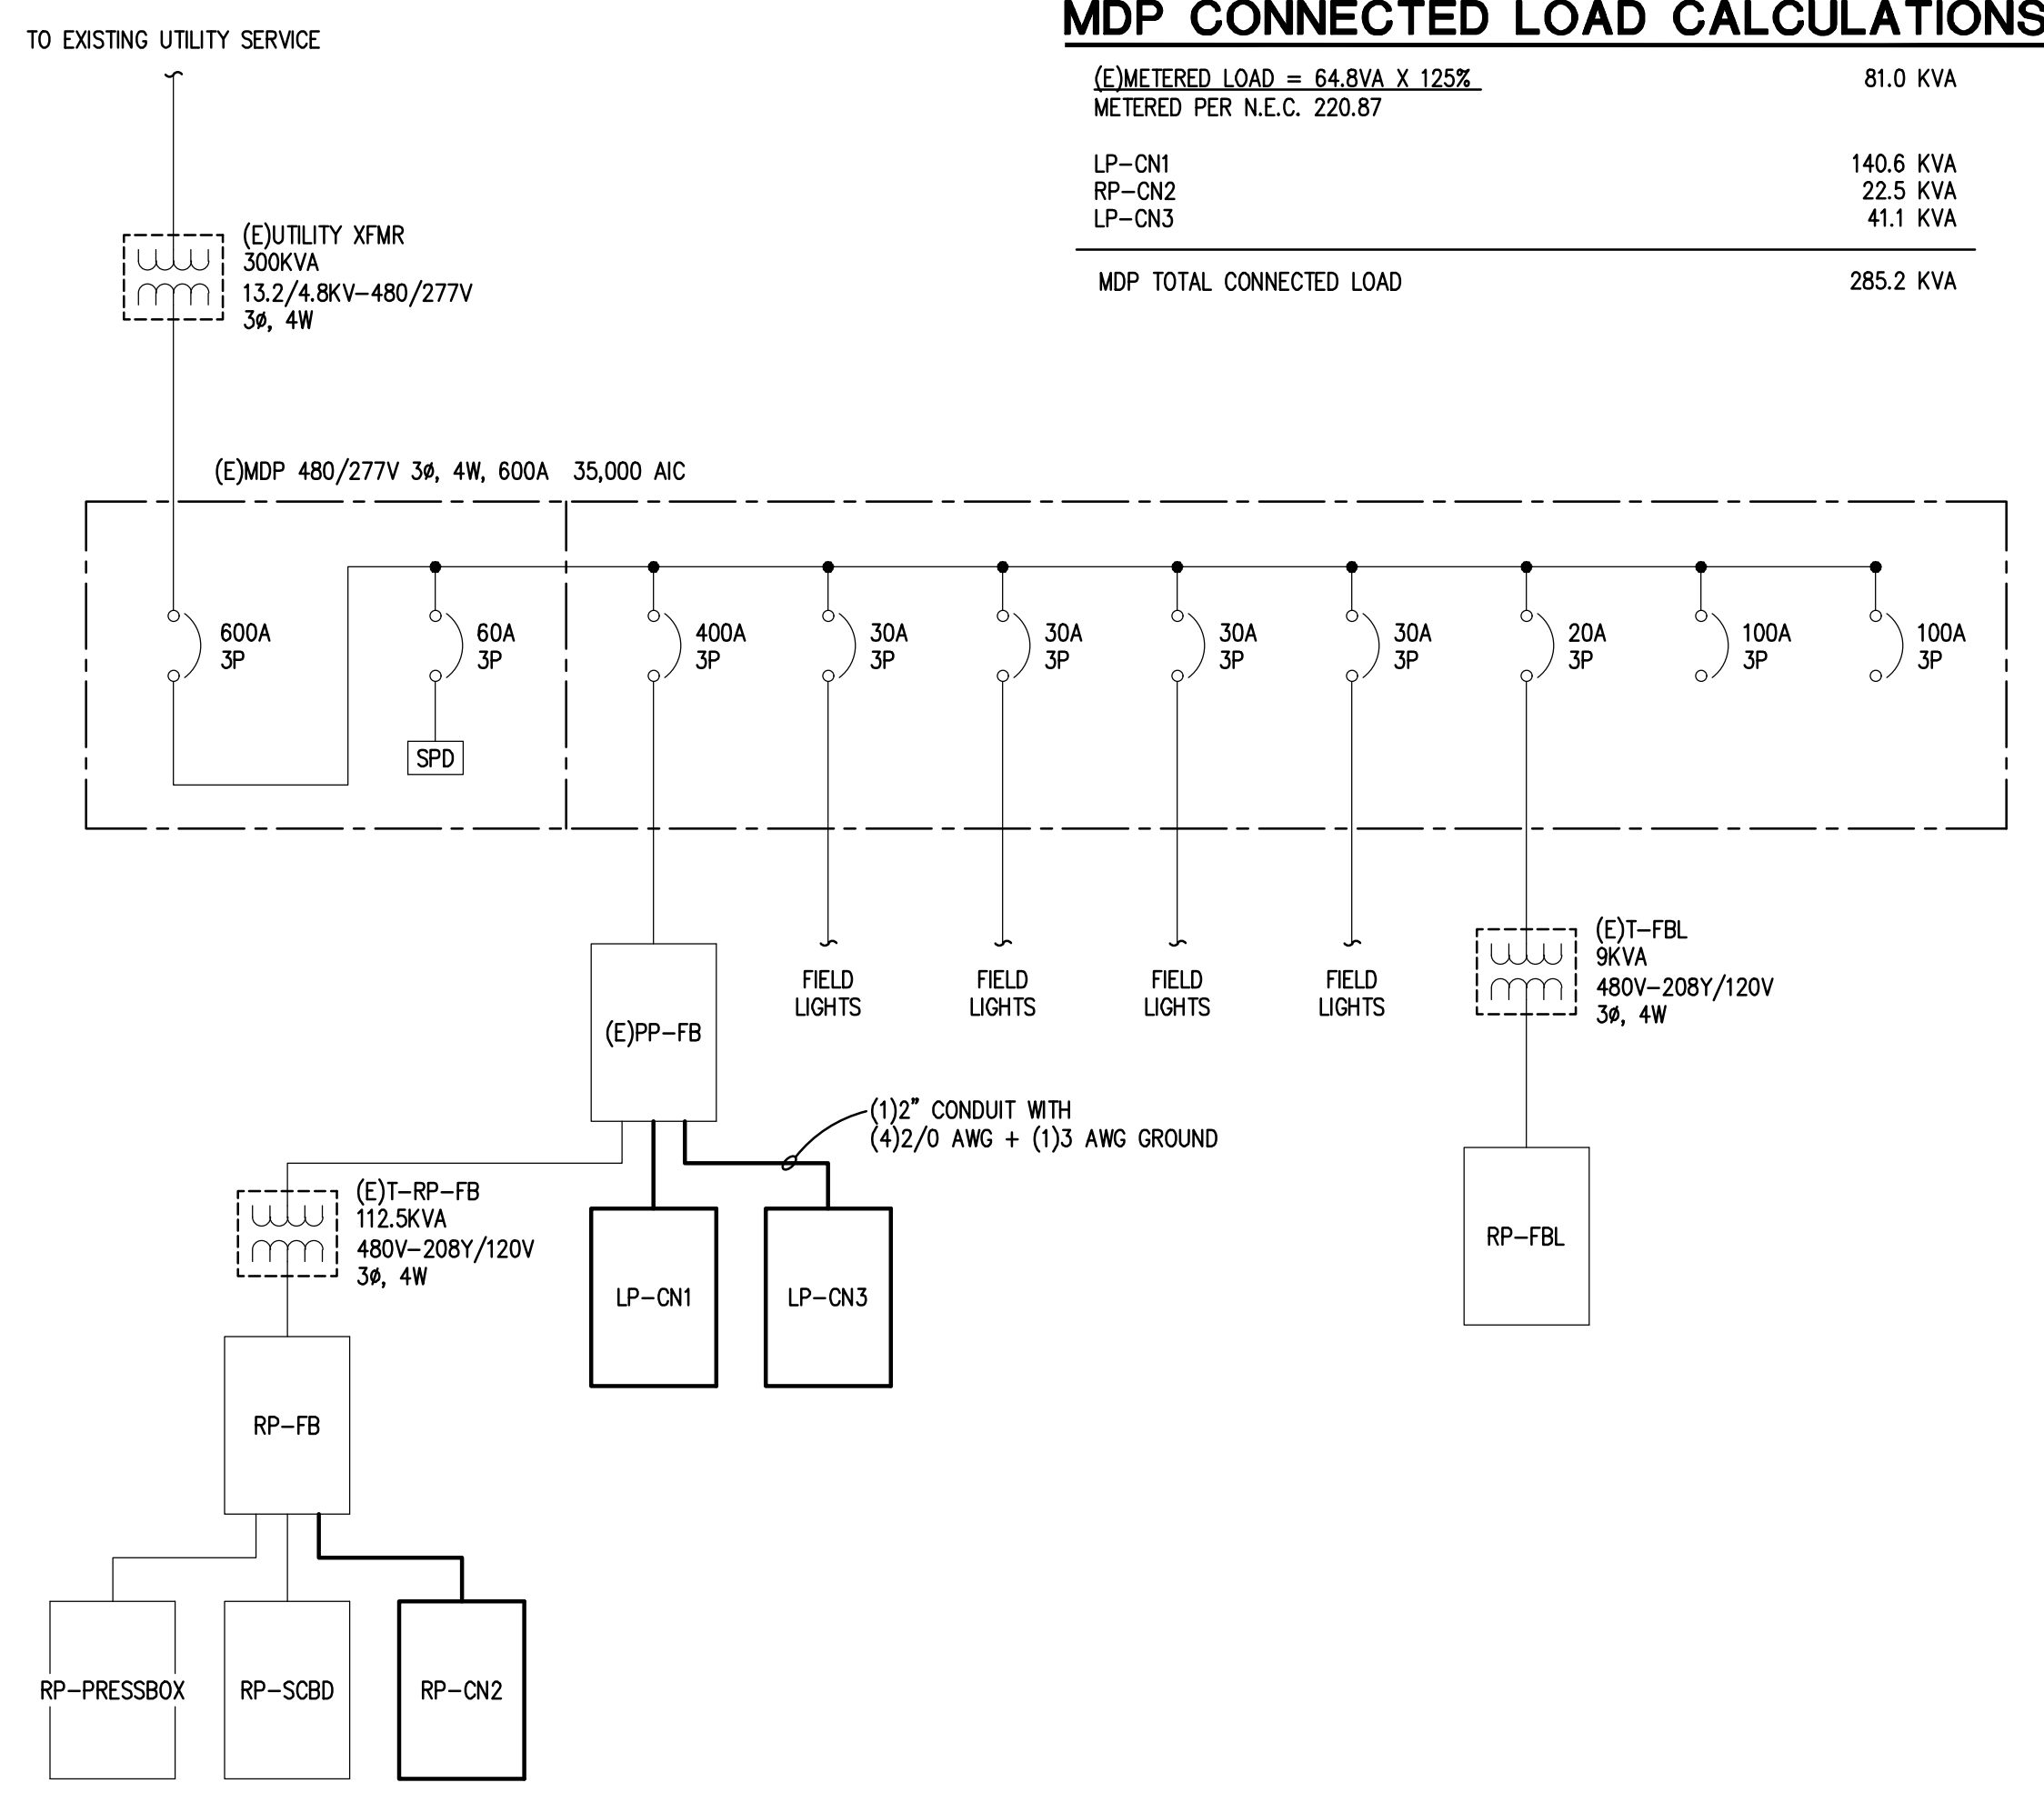 MDP CONNECTED LOAD CALCULATIONS
TO EXISTING UTILITY SERVICE
(E)METERED LOAD = 64.8VA X 125% 81.0 KVA
METERED PER N.E.C. 220.87
LP-CN1 140.6 KVA
RP-CN2 22.5 KVA
LP-CN3 41.1 KVA
MDP TOTAL CONNECTED LOAD 285.2 KVA
(E)UTILITY XFMR
300KVA
13.2/4.8KV-480/277V
3ø, 4W
(E)MDP 480/277V 3ø, 4W, 600A 35,000 AIC
600A
3P
60A
3P
400A
3P
30A
3P
30A
3P
30A
3P
30A
3P
20A
3P
100A
3P
100A
3P
SPD
FIELD
LIGHTS
FIELD
LIGHTS
FIELD
LIGHTS
FIELD
LIGHTS
(E)T-FBL
9KVA
480V-208Y/120V
3ø, 4W
(E)PP-FB
(1)2" CONDUIT WITH
(4)2/0 AWG + (1)3 AWG GROUND
(E)T-RP-FB
112.5KVA
480V-208Y/120V
3ø, 4W
LP-CN1
LP-CN3
RP-FBL
RP-FB
RP-PRESSBOX
RP-SCBD
RP-CN2